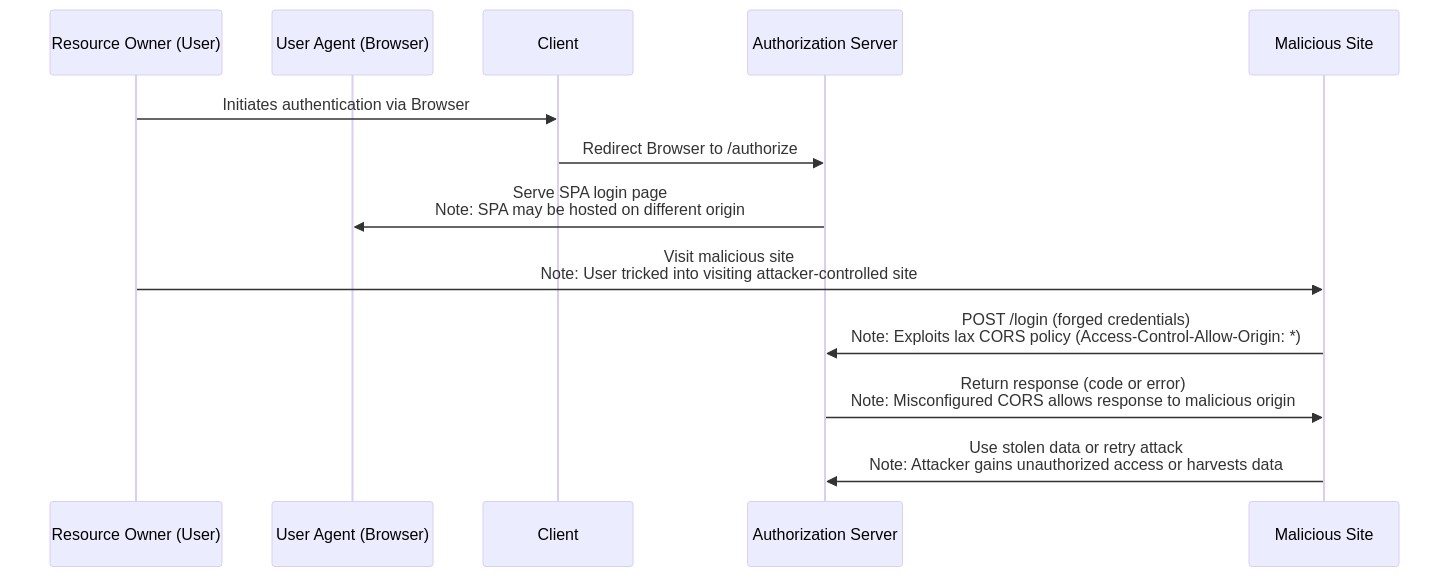 Resource Owner (User)
User Agent (Browser)
Client
Authorization Server
Malicious Site
Initiates authentication via Browser
Redirect Browser to /authorize
Serve SPA login page
Note: SPA may be hosted on different origin
Visit malicious site
Note: User tricked into visiting attacker-controlled site
POST /login (forged credentials)
Note: Exploits lax CORS policy (Access-Control-Allow-Origin: *)
Return response (code or error)
Note: Misconfigured CORS allows response to malicious origin
Use stolen data or retry attack
Note: Attacker gains unauthorized access or harvests data
Resource Owner (User)
User Agent (Browser)
Client
Authorization Server
Malicious Site